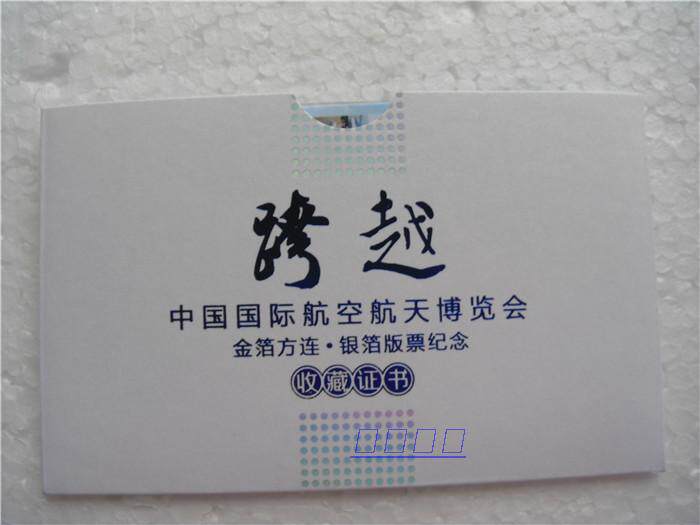 跨越
中国国际航空航天博览会
金箔方连·银箔版票纪念
收藏证书